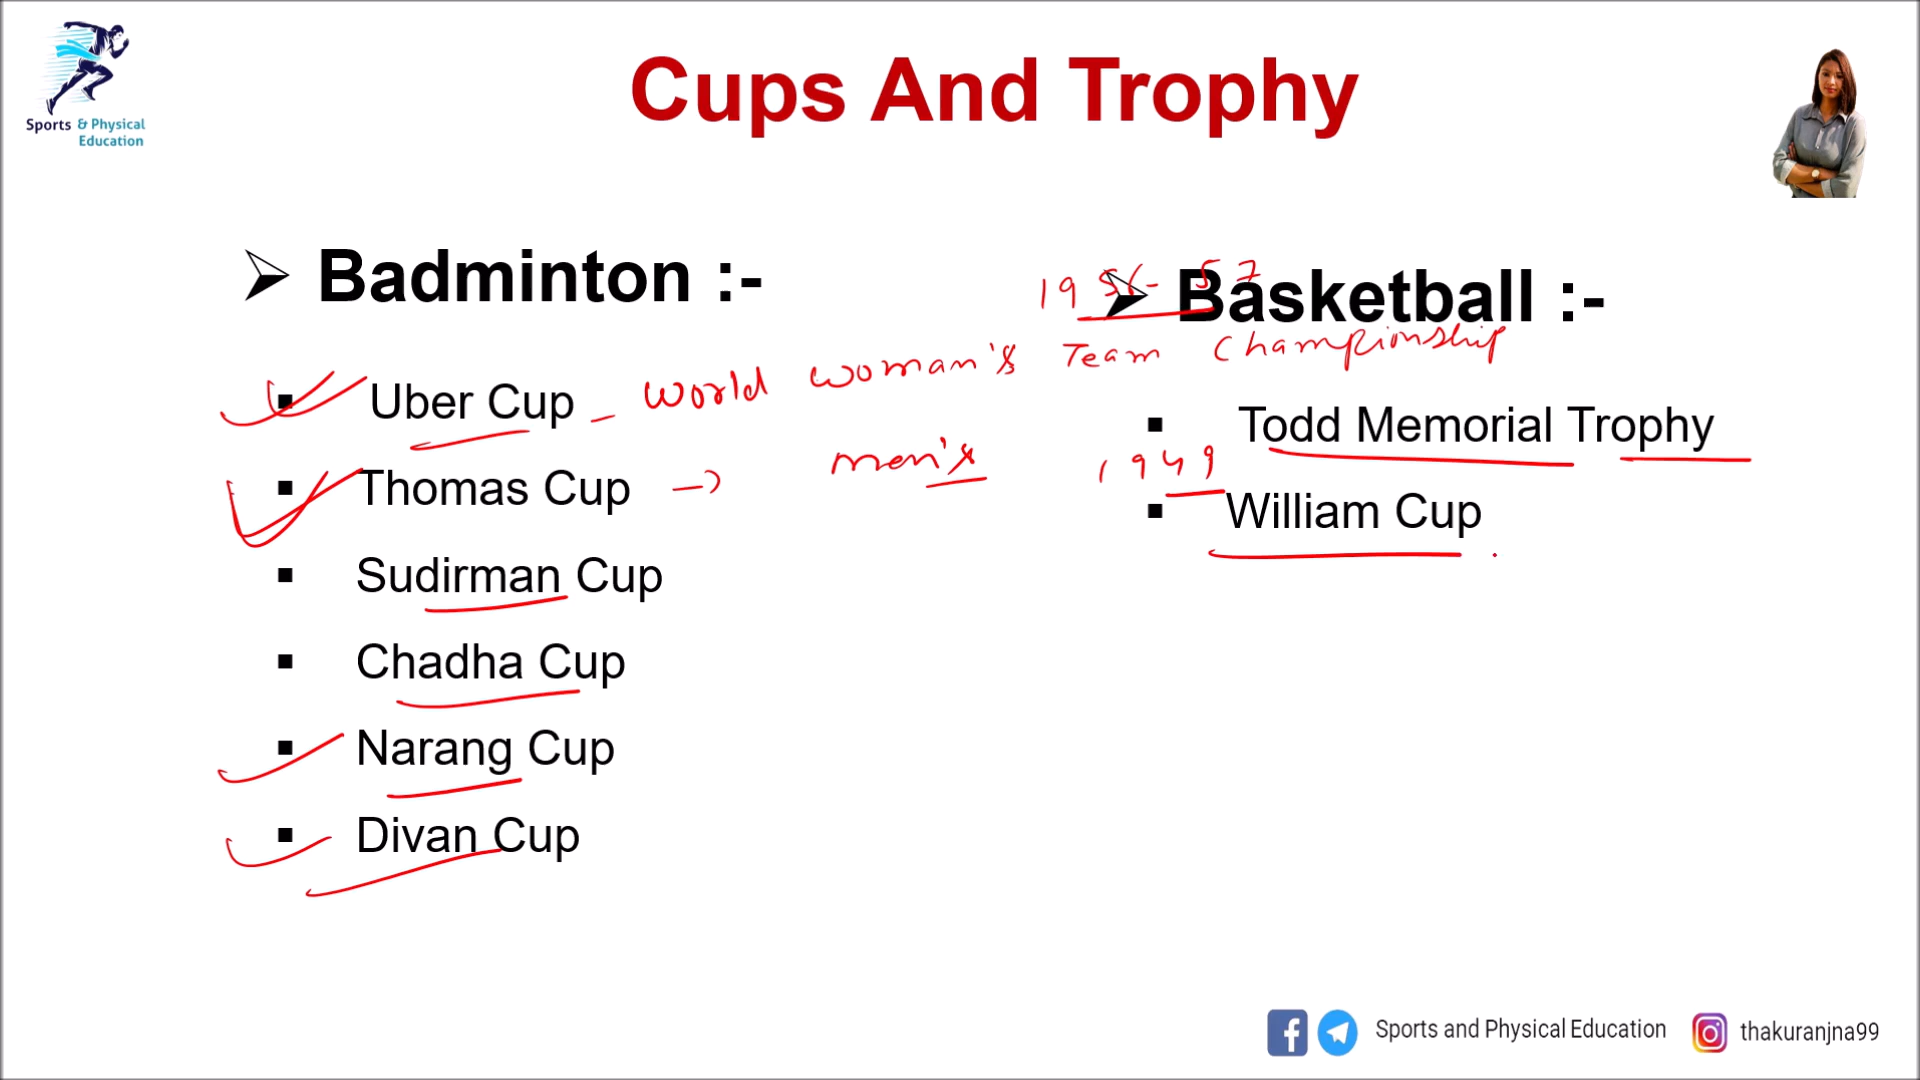 Sports & Physical
Education
Cups And Trophy
Badminton :-
Uber Cup - world woman's Team Championship
Thomas Cup → men's
Sudirman Cup
Chadha Cup
Narang Cup
Divan Cup
1956-57
Basketball :-
Todd Memorial Trophy
1949
William Cup
Sports and Physical Education
thakuranjna99